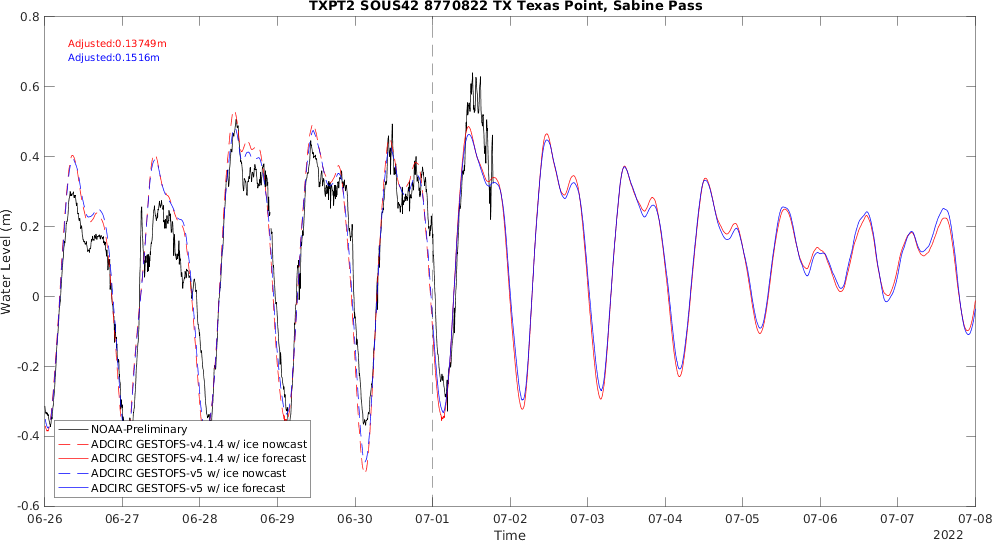 TXPT2 SOUS42 8770822 TX Texas Point, Sabine Pass
Adjusted:0.13749m
Adjusted:0.1516m
0.8
0.6
0.4
0.2
0
-0.2
-0.4
-0.6
Water Level (m)
NOAA-Preliminary
ADCIRC GESTOFS-v4.1.4 w/ ice nowcast
ADCIRC GESTOFS-v4.1.4 w/ ice forecast
ADCIRC GESTOFS-v5 w/ ice nowcast
ADCIRC GESTOFS-v5 w/ ice forecast
06-26 06-27 06-28 06-29 06-30 07-01 07-02 07-03 07-04 07-05 07-06 07-07 07-08
Time
2022